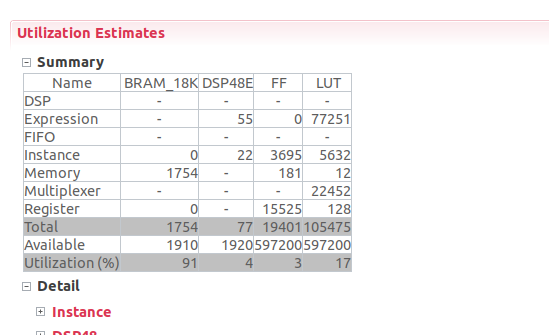 Utilization Estimates
Summary
Name BRAM_18K DSP48E FF LUT
DSP - - - -
Expression - 55 0 77251
FIFO - - - -
Instance 0 22 3695 5632
Memory 1754 - 181 12
Multiplexer - - - 22452
Register 0 - 15525 128
Total 1754 77 19401 105475
Available 1910 1920 597200 597200
Utilization (%) 91 4 3 17
Detail
Instance
DSP48